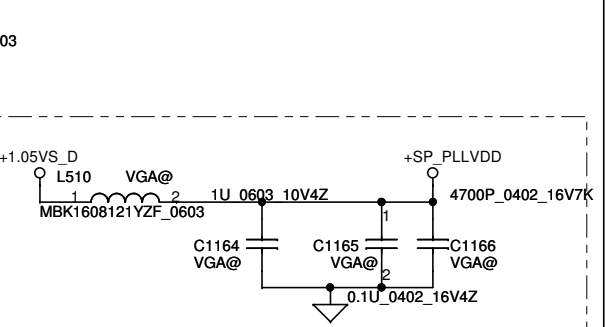 03
+1.05VS_D
+SP_PLLVDD
L510 VGA@
1 2 1U_0603_10V4Z 4700P_0402_16V7K
MBK1608121YZF_0603
1
C1164 C1165 C1166
VGA@ VGA@ VGA@
2
0.1U_0402_16V4Z